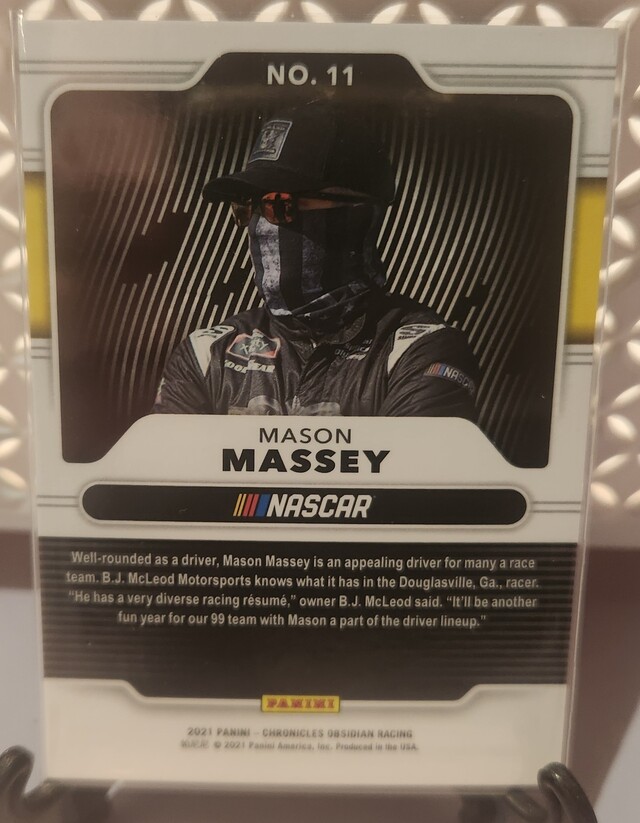 NO. 11
GOODYEAR
NASCAR
MASON
MASSEY
NASCAR
Well-rounded as a driver, Mason Massey is an appealing driver for many a race
team. B.J. McLeod Motorsports knows what it has in the Douglasville, Ga., racer.
“He has a very diverse racing résumé,” owner B.J. McLeod said. “It’ll be another
fun year for our 99 team with Mason a part of the driver lineup.”
PANINI
2021 PANINI – CHRONICLES OBSIDIAN RACING
© 2021 Panini America, Inc. Produced in the USA.